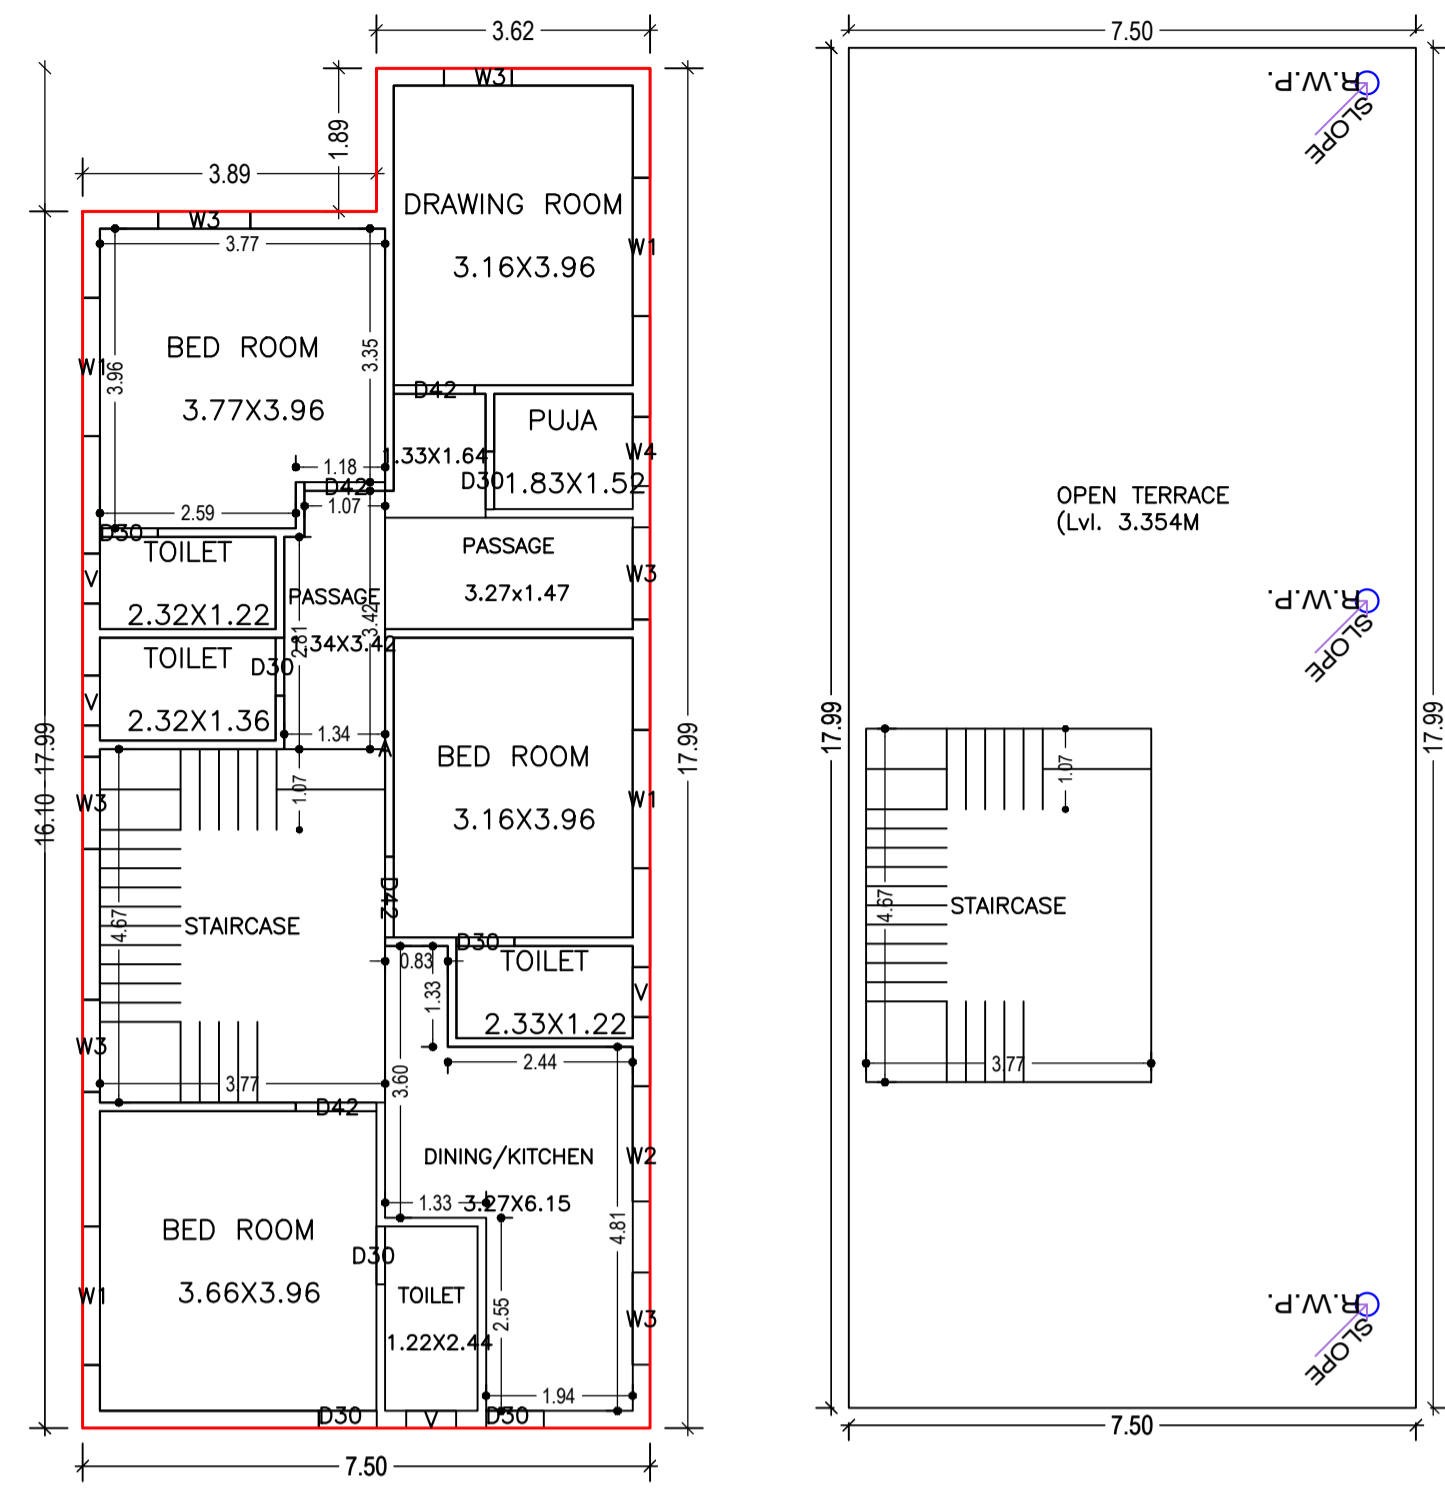 3.62
W3
1.89
3.89
DRAWING ROOM
3.16X3.96
W1
W3
3.77
BED ROOM
3.77X3.96
W1
3.96
3.35
D42
PUJA
1.33X1.64
W4
D30
1.83X1.52
1.18
D42
1.07
2.59
D30
TOILET
2.32X1.22
V
PASSAGE
3.27x1.47
W3
PASSAGE
1.34X3.42
3.42
2.81
TOILET
D30
2.32X1.36
V
1.34
A
1.07
BED ROOM
3.16X3.96
W1
16.10
17.99
17.99
W3
4.67
STAIRCASE
D42
D30
0.83
TOILET
1.33
2.33X1.22
V
W3
2.44
3.60
3.77
D42
DINING/KITCHEN
3.27X6.15
W2
1.33
4.81
BED ROOM
3.66X3.96
W1
D30
TOILET
1.22X2.44
2.55
W3
1.94
D30
V
D30
7.50
7.50
R.W.P.
SLOPE
OPEN TERRACE
(Lvl. 3.354M
R.W.P.
SLOPE
17.99
17.99
1.07
4.67
STAIRCASE
3.77
R.W.P.
SLOPE
7.50